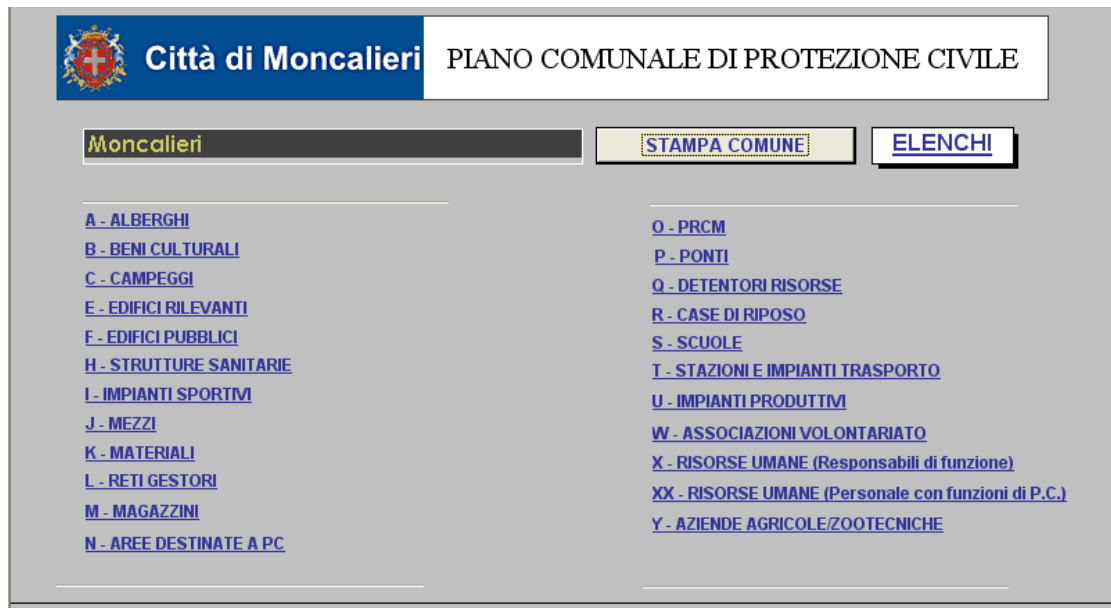 Città di Moncalieri PIANO COMUNALE DI PROTEZIONE CIVILE
Moncalieri STAMPA COMUNE ELENCHI
A - ALBERGHI
B - BENI CULTURALI
C - CAMPEGGI
E - EDIFICI RILEVANTI
F - EDIFICI PUBBLICI
H - STRUTTURE SANITARIE
I - IMPIANTI SPORTIVI
J - MEZZI
K - MATERIALI
L - RETI GESTORI
M - MAGAZZINI
N - AREE DESTINATE A PC
O - PRCM
P - PONTI
Q - DETENTORI RISORSE
R - CASE DI RIPOSO
S - SCUOLE
T - STAZIONI E IMPIANTI TRASPORTO
U - IMPIANTI PRODUTTIVI
W - ASSOCIAZIONI VOLONTARIATO
X - RISORSE UMANE (Responsabili di funzione)
XX - RISORSE UMANE (Personale con funzioni di P.C.)
Y - AZIENDE AGRICOLE/ZOOTECNICHE